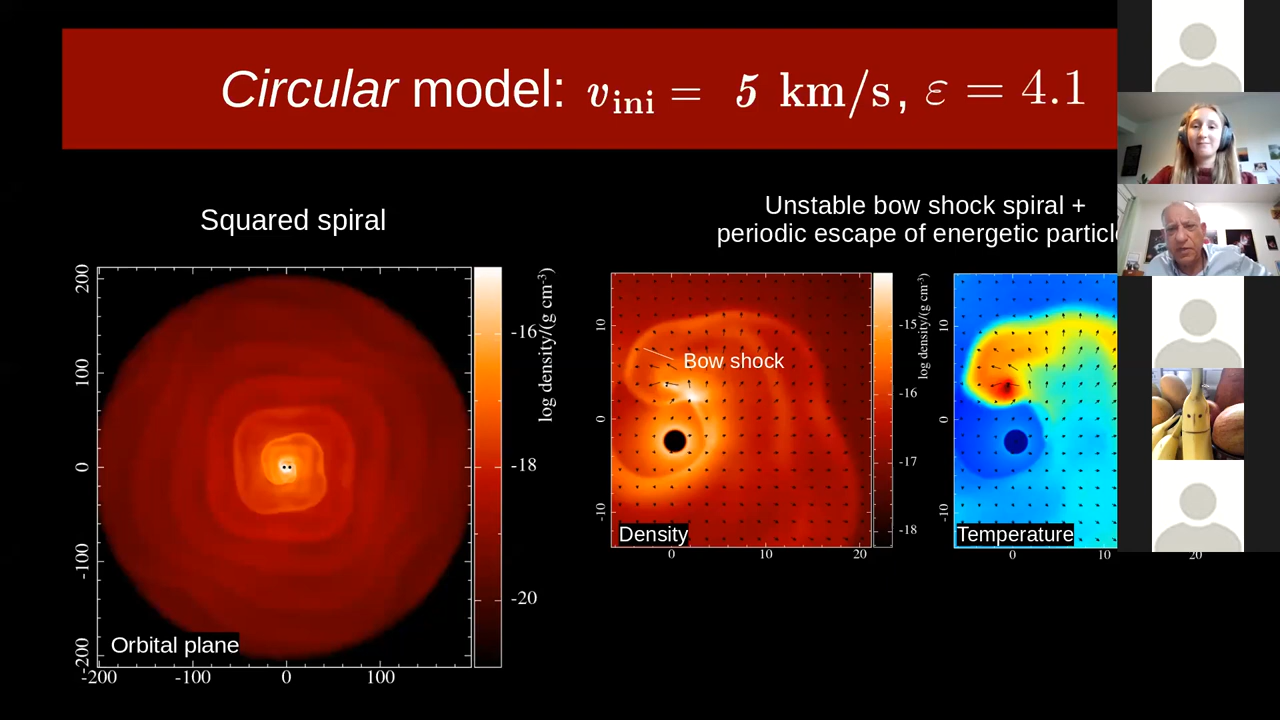 Circular model: v_ini = 5 km/s, ε = 4.1
Squared spiral
Unstable bow shock spiral +
periodic escape of energetic particl
200
100
0
-100
-200
-200
-100
0
100
Orbital plane
-16
-18
-20
log density/(g cm⁻³)
10
0
-10
0
10
20
Bow shock
Density
-15
-16
-17
-18
log density/(g cm⁻³)
10
0
-10
Temperature
0
10
20